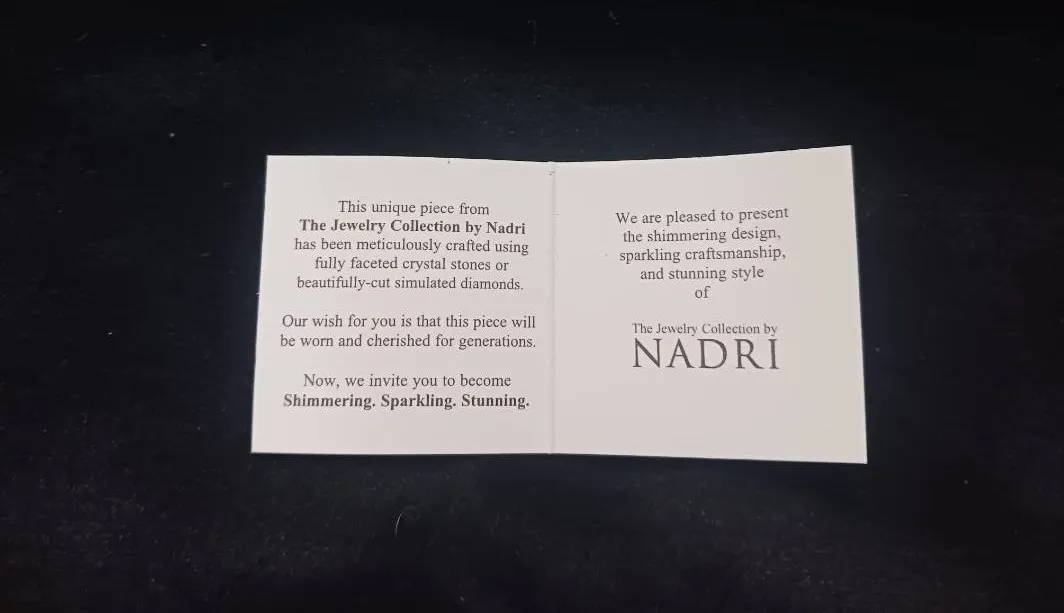 This unique piece from
The Jewelry Collection by Nadri
has been meticulously crafted using
fully faceted crystal stones or
beautifully-cut simulated diamonds.
Our wish for you is that this piece will
be worn and cherished for generations.
Now, we invite you to become
Shimmering. Sparkling. Stunning.
We are pleased to present
the shimmering design,
sparkling craftsmanship,
and stunning style
of
The Jewelry Collection by
NADRI